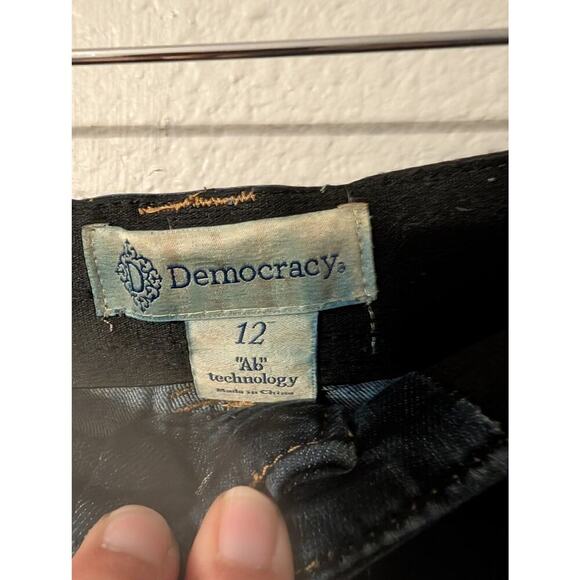 D Democracy®
12
"Ab"
technology
Made in China